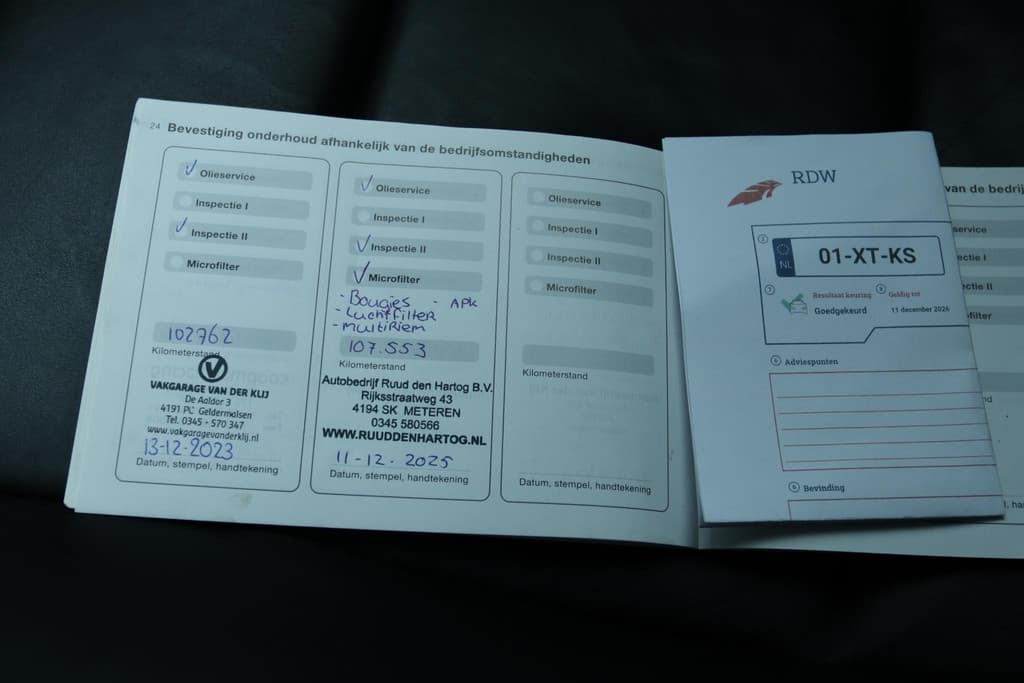 24 Bevestiging onderhoud afhankelijk van de bedrijfsomstandigheden
Olieservice
Inspectie I
Inspectie II
Microfilter
102762
Kilometerstand
VAKGARAGE VAN DER KLIJ
De Aaldor 3
4191 PC Geldermalsen
Tel. 0345 - 570 347
www.vakgaragevanderklij.nl
13-12-2023
Datum, stempel, handtekening
Olieservice
Inspectie I
Inspectie II
Microfilter
- Bougies - APK
- Luchtfilter
- Multiriem
107.553
Kilometerstand
Autobedrijf Ruud den Hartog B.V.
Rijksstraatweg 43
4194 SK METEREN
0345 580566
WWW.RUUDDENHARTOG.NL
11-12-2025
Datum, stempel, handtekening
Olieservice
Inspectie I
Inspectie II
Microfilter
Kilometerstand
Datum, stempel, handtekening
RDW
NL
01-XT-KS
Resultaat keuring
Goedgekeurd
Geldig tot
11 december 2026
Adviespunten
Bevinding
van de bedrij
service
ctie I
ectie II
filter
nd